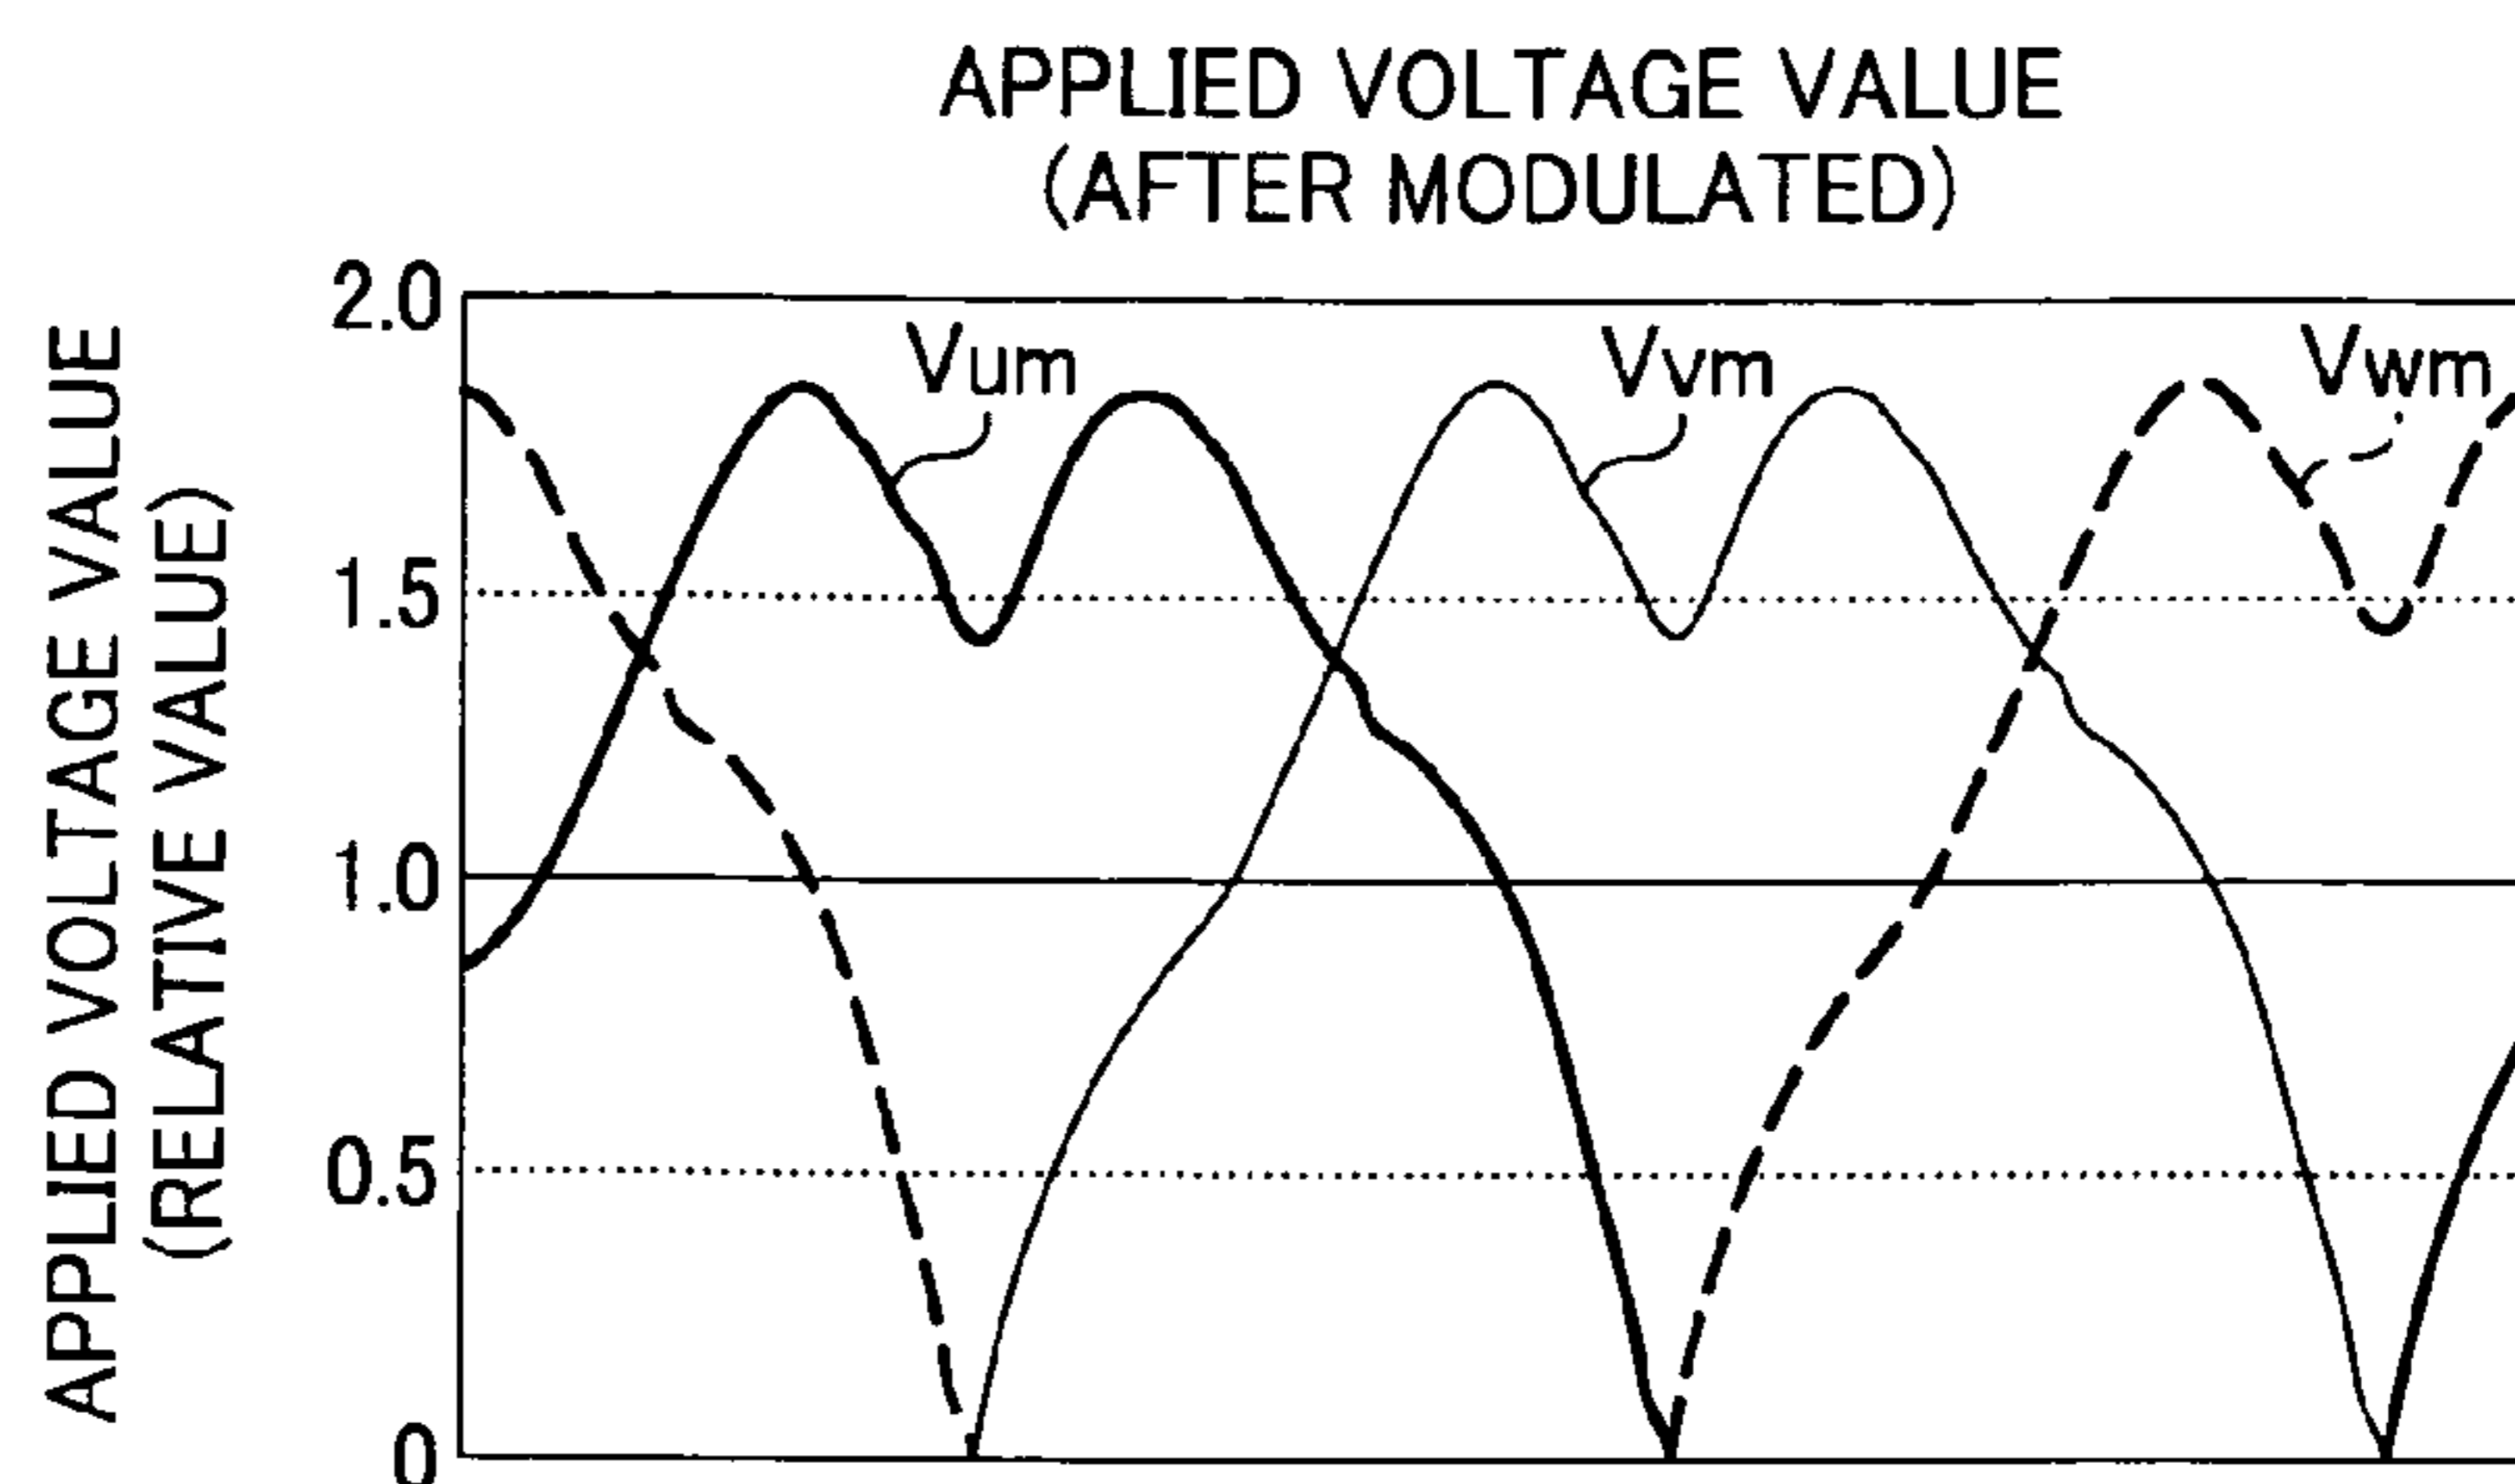 APPLIED VOLTAGE VALUE
(AFTER MODULATED)
APPLIED VOLTAGE VALUE
(RELATIVE VALUE)
2.0
1.5
1.0
0.5
0
Vum
Vvm
Vwm